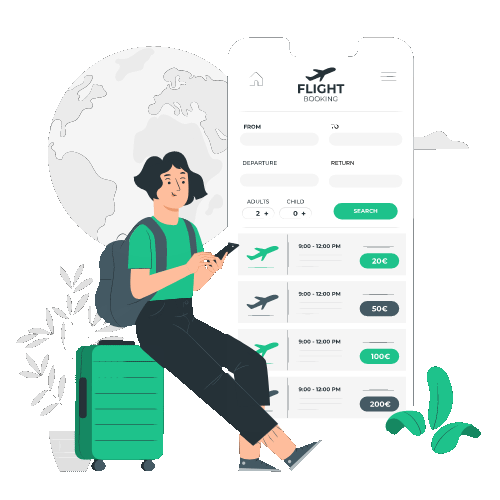 FLIGHT
BOOKING
FROM TO
DEPARTURE RETURN
ADULTS CHILD
2 + 0 + SEARCH
9:00 - 12:00 PM
20€
9:00 - 12:00 PM
50€
9:00 - 12:00 PM
100€
9:00 - 12:00 PM
200€